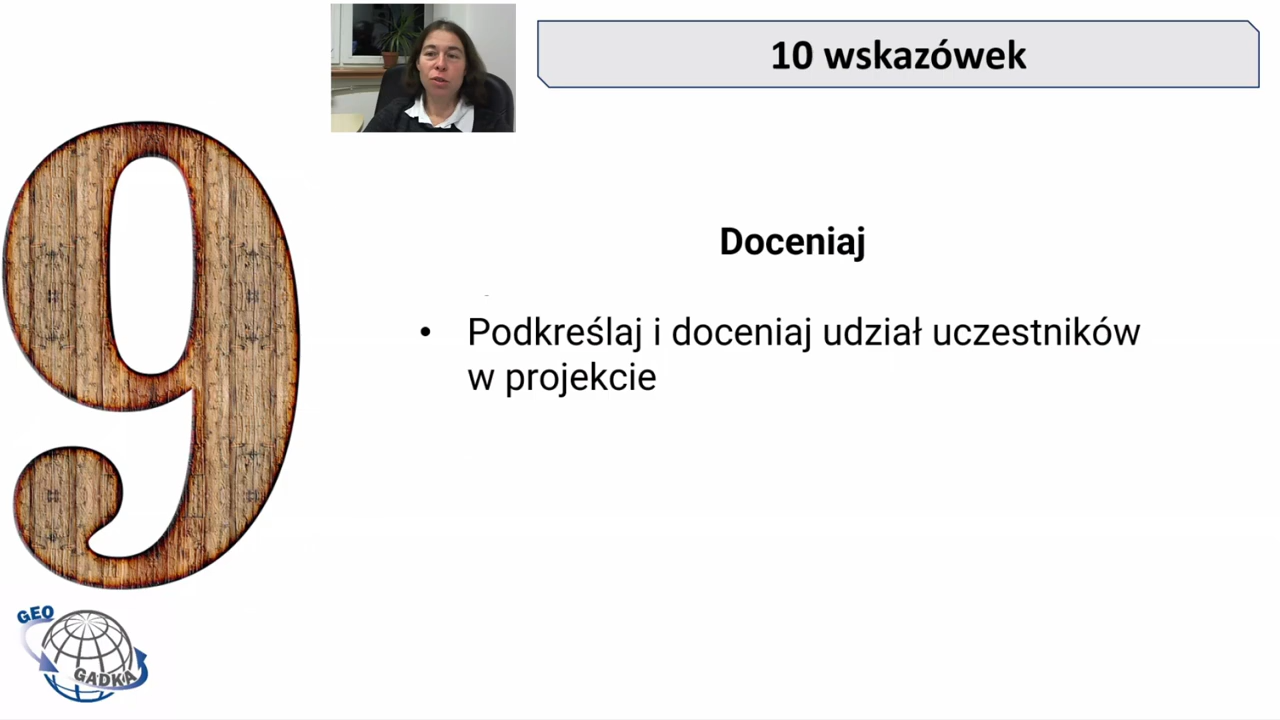 10 wskazówek
9
Doceniaj
• Podkreślaj i doceniaj udział uczestników
w projekcie
GEO
GADKA